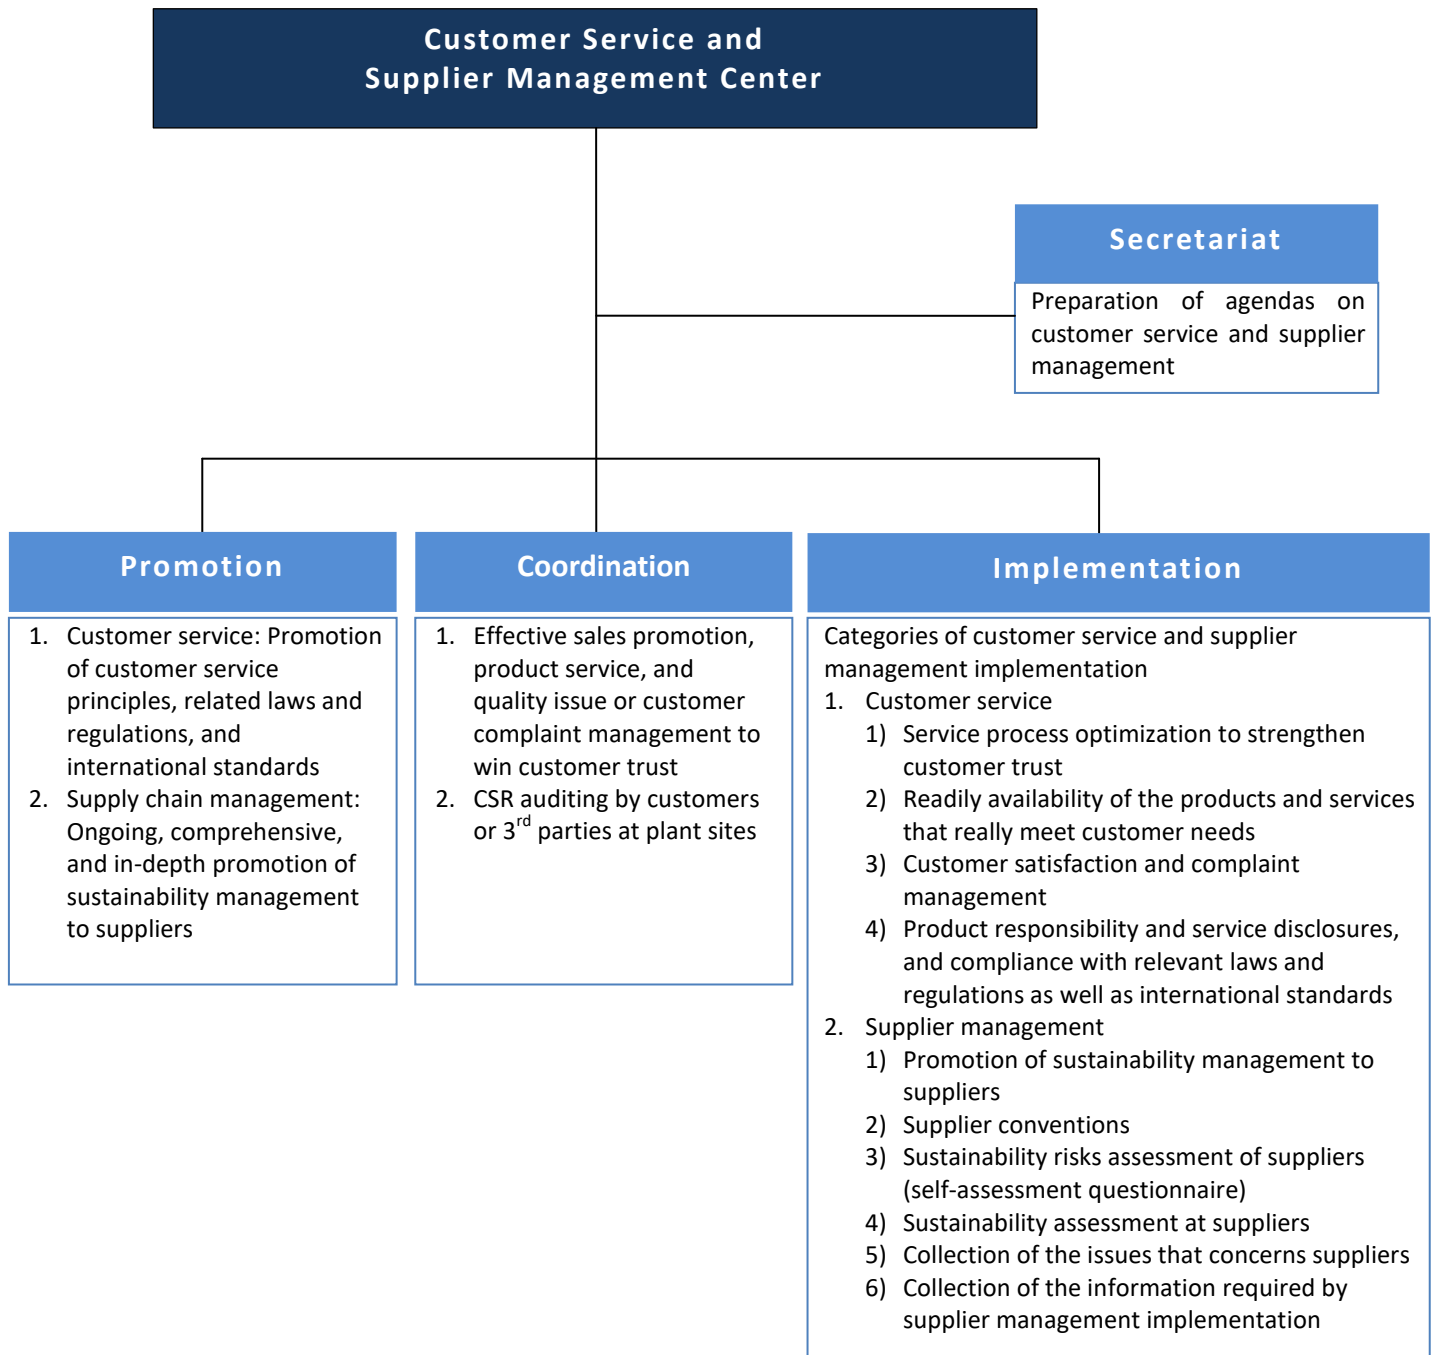 Customer Service and
Supplier Management Center
Secretariat
Preparation of agendas on
customer service and supplier
management
Promotion
1. Customer service: Promotion
of customer service
principles, related laws and
regulations, and
international standards
2. Supply chain management:
Ongoing, comprehensive,
and in-depth promotion of
sustainability management
to suppliers
Coordination
1. Effective sales promotion,
product service, and
quality issue or customer
complaint management to
win customer trust
2. CSR auditing by customers
or 3rd parties at plant sites
Implementation
Categories of customer service and supplier
management implementation
1. Customer service
1) Service process optimization to strengthen
customer trust
2) Readily availability of the products and services
that really meet customer needs
3) Customer satisfaction and complaint
management
4) Product responsibility and service disclosures,
and compliance with relevant laws and
regulations as well as international standards
2. Supplier management
1) Promotion of sustainability management to
suppliers
2) Supplier conventions
3) Sustainability risks assessment of suppliers
(self-assessment questionnaire)
4) Sustainability assessment at suppliers
5) Collection of the issues that concerns suppliers
6) Collection of the information required by
supplier management implementation